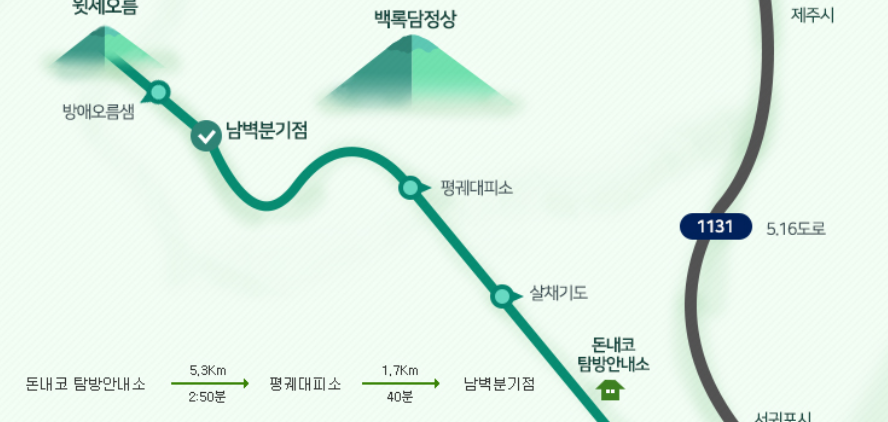 윗세오름
백록담정상
제주시
방애오름샘
남벽분기점
평궤대피소
1131
5.16도로
살채기도
돈내코
탐방안내소
돈내코 탐방안내소
5.3Km
2:50분
평궤대피소
1.7Km
40분
남벽분기점
서귀포시